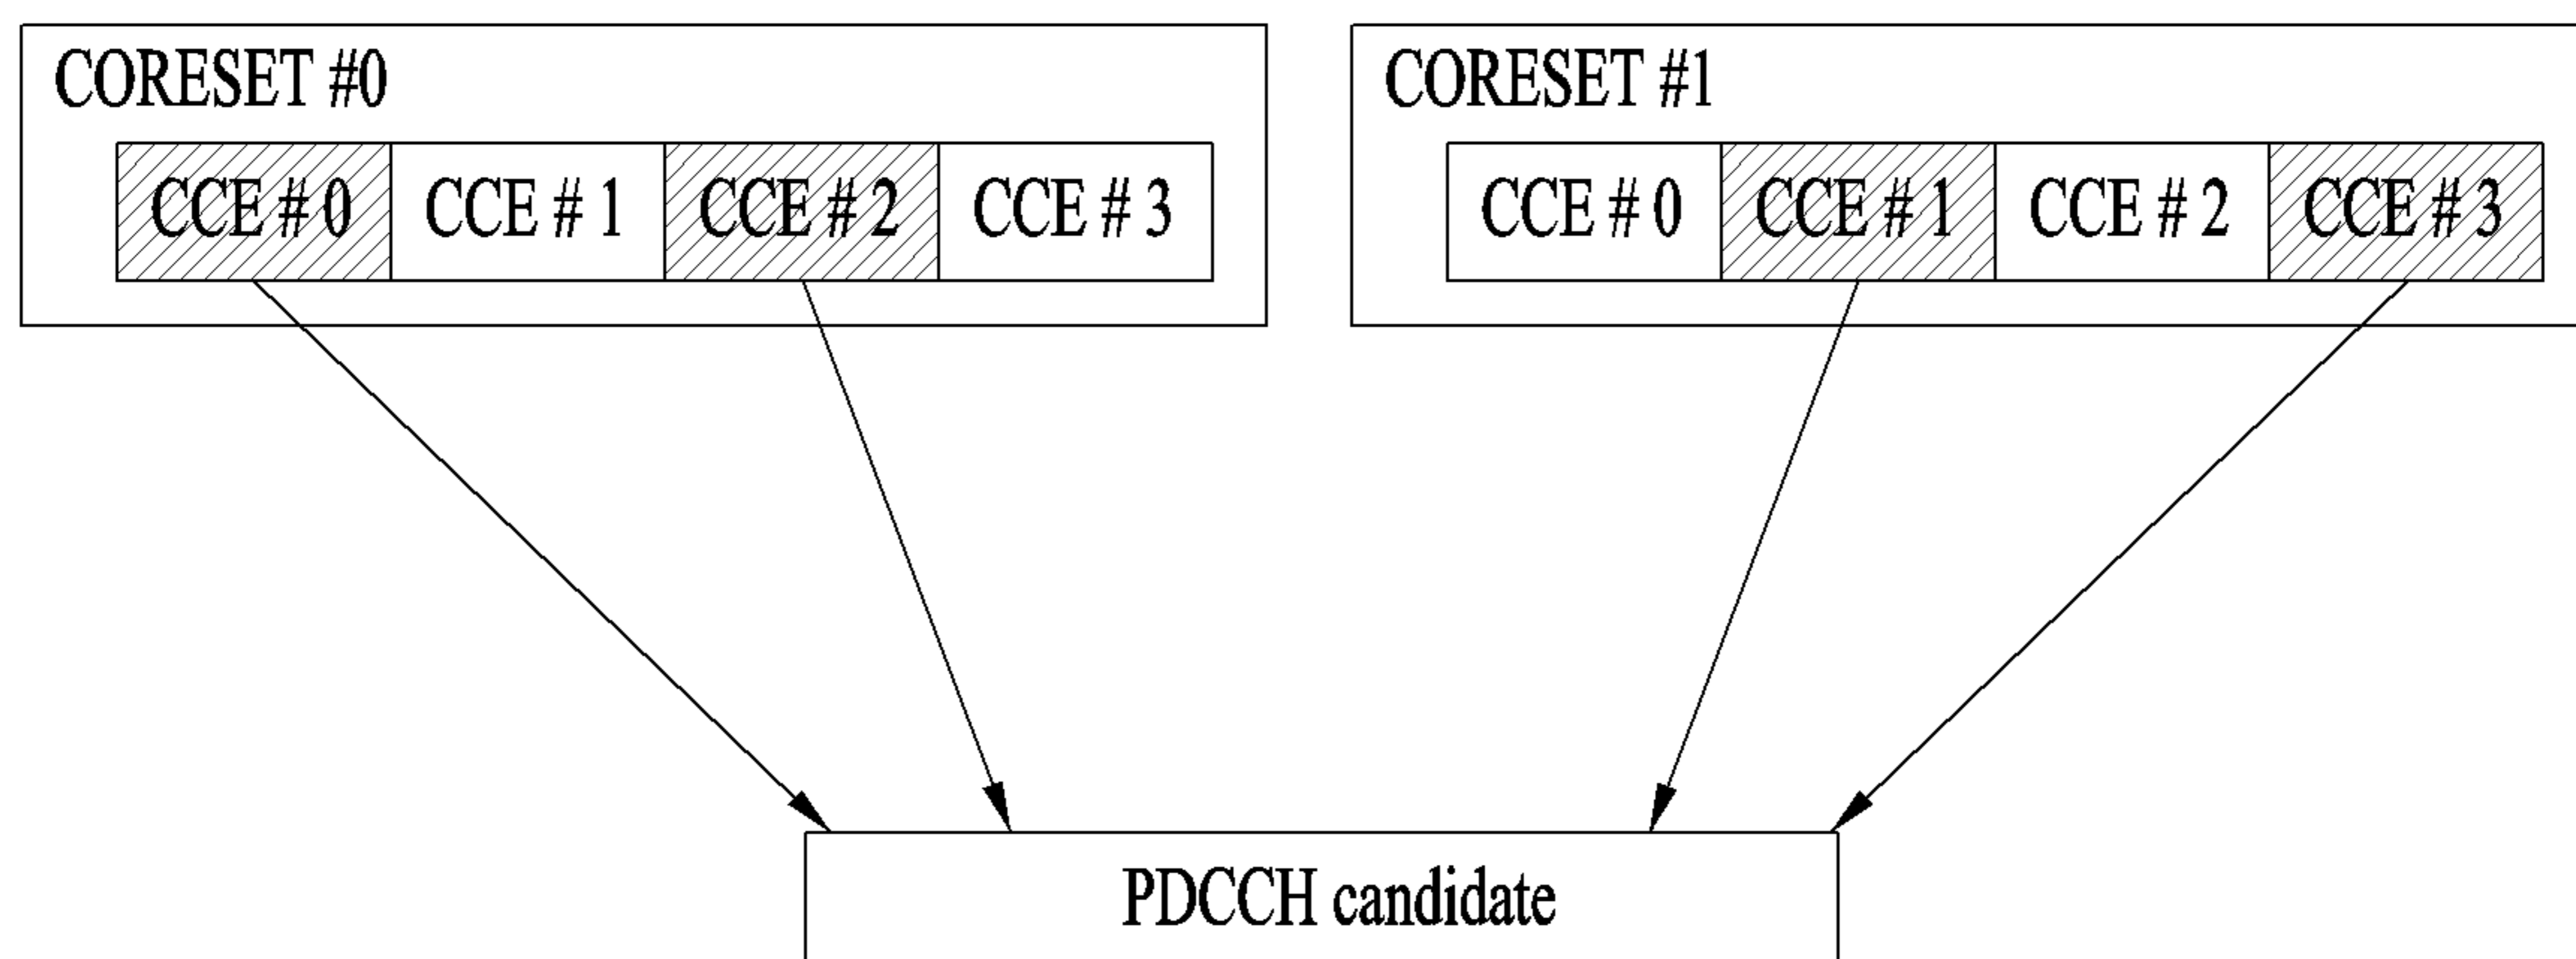 CORESET #0
CCE # 0 CCE # 1 CCE # 2 CCE # 3
CORESET #1
CCE # 0 CCE # 1 CCE # 2 CCE # 3
PDCCH candidate